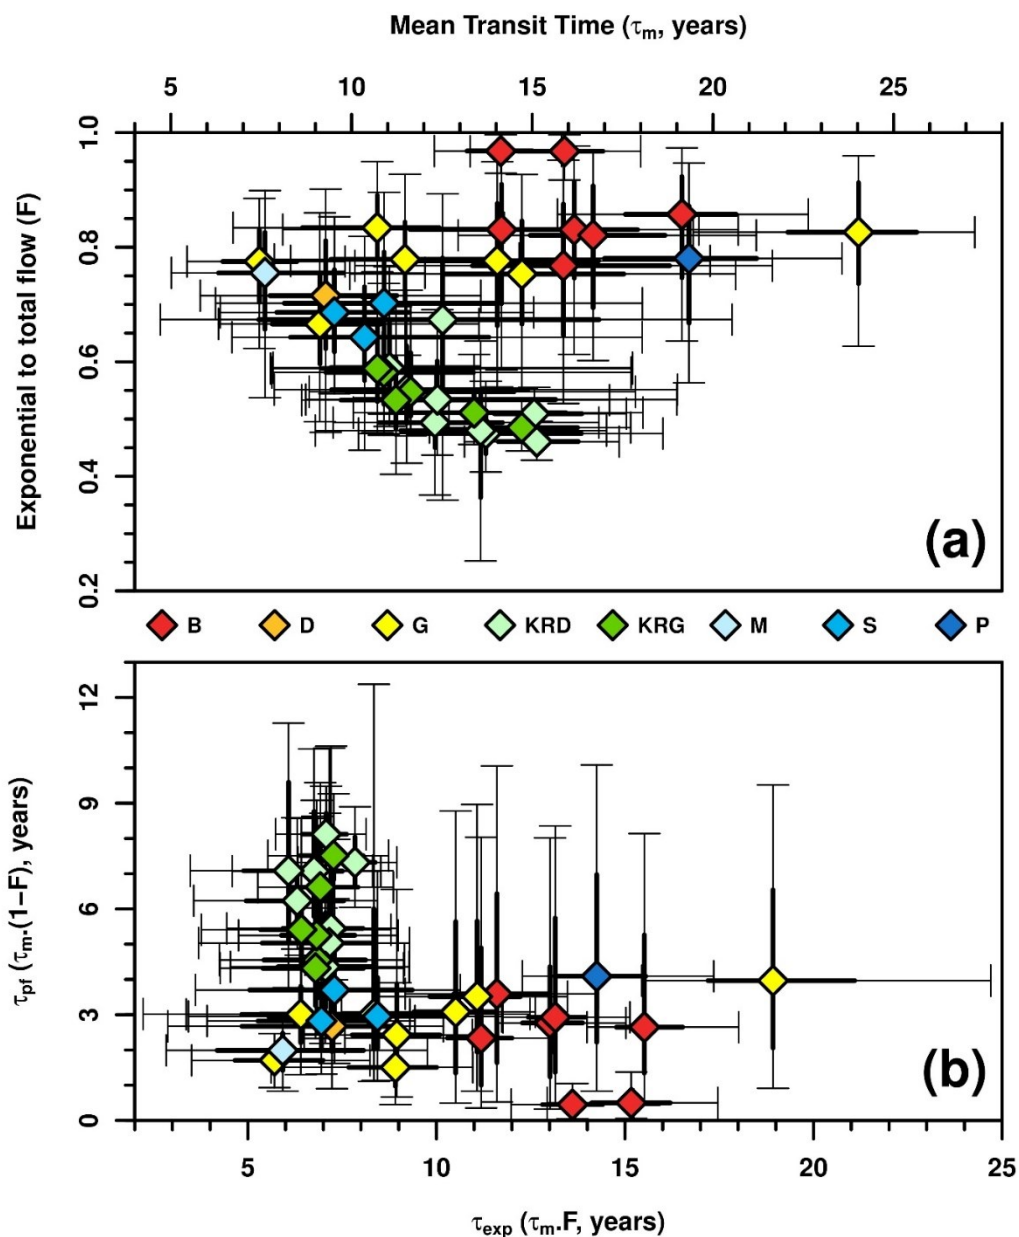 Mean Transit Time (τm, years)
5 10 15 20 25
Exponential to total flow (F)
1.0
0.8
0.6
0.4
0.2
(a)
B D G KRD KRG M S P
τpf (τm.(1−F), years)
12
9
6
3
0
(b)
5 10 15 20 25
τexp (τm.F, years)